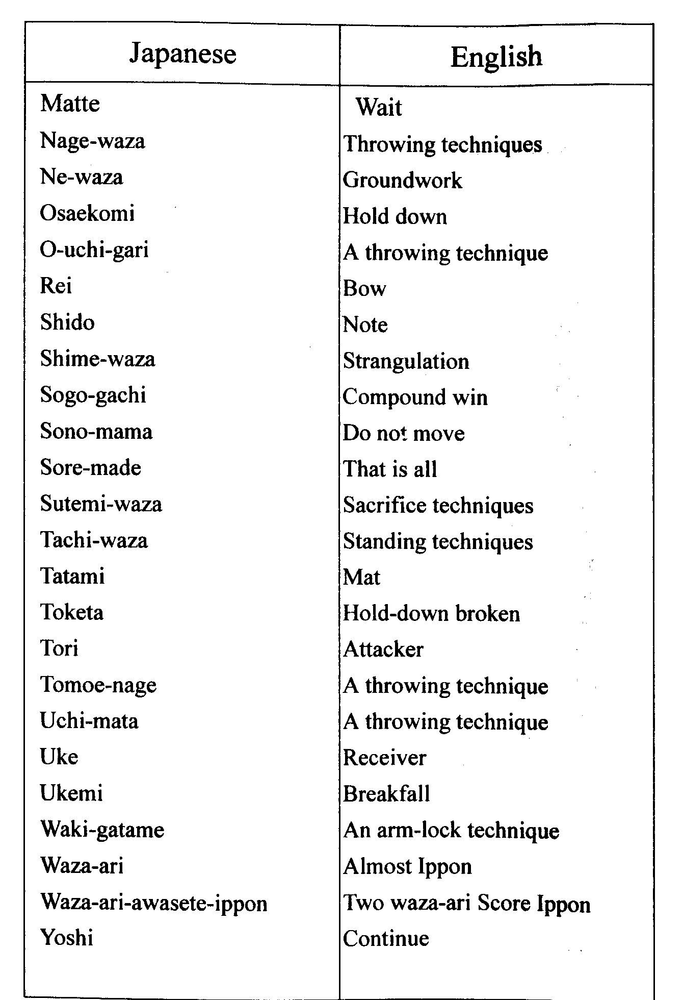 Japanese English
Matte Wait
Nage-waza Throwing techniques
Ne-waza Groundwork
Osaekomi Hold down
O-uchi-gari A throwing technique
Rei Bow
Shido Note
Shime-waza Strangulation
Sogo-gachi Compound win
Sono-mama Do not move
Sore-made That is all
Sutemi-waza Sacrifice techniques
Tachi-waza Standing techniques
Tatami Mat
Toketa Hold-down broken
Tori Attacker
Tomoe-nage A throwing technique
Uchi-mata A throwing technique
Uke Receiver
Ukemi Breakfall
Waki-gatame An arm-lock technique
Waza-ari Almost Ippon
Waza-ari-awasete-ippon Two waza-ari Score Ippon
Yoshi Continue